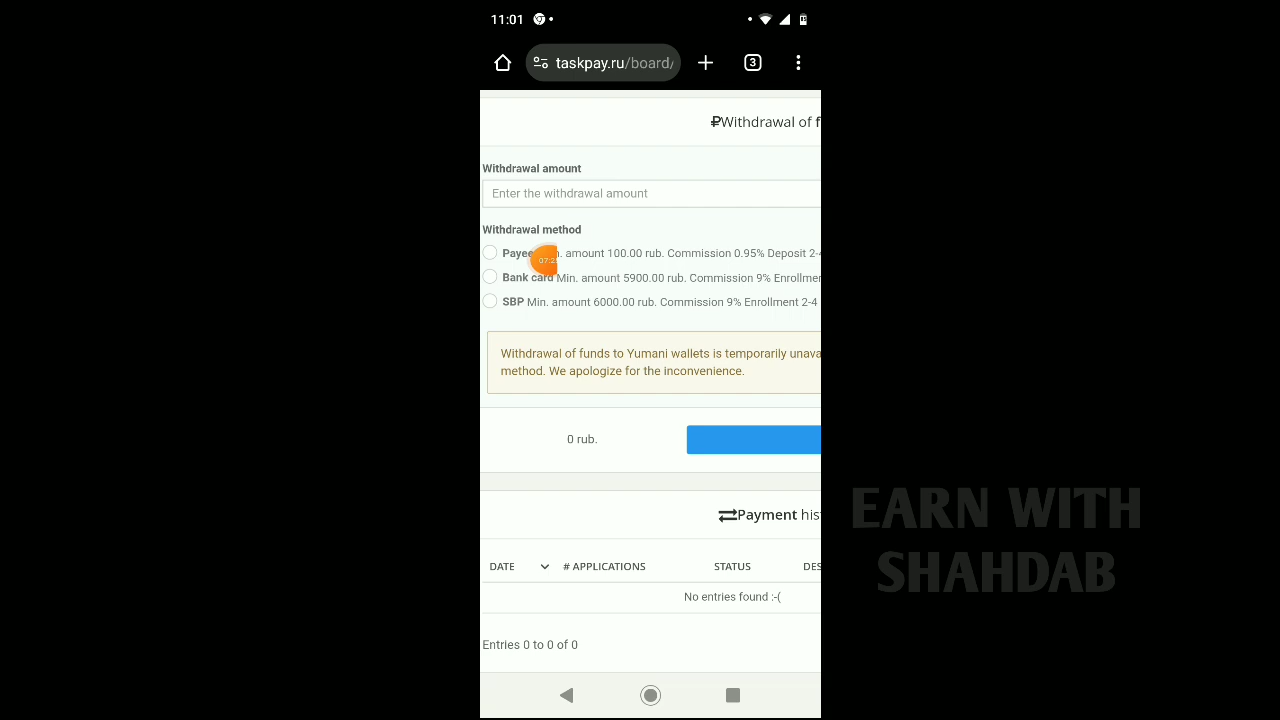 11:01
taskpay.ru/board/
3
₽Withdrawal of f
Withdrawal amount
Enter the withdrawal amount
Withdrawal method
amount 100.00 rub. Commission 0.95% Deposit 2-4
Bank card Min. amount 5900.00 rub. Commission 9%
SBP Min. amount 6000.00 rub. Commission 9% Enrollment 2-4
Withdrawal of funds to Yumani wallets is temporarily unava
method. We apologize for the inconvenience.
0 rub.
Payment his
DATE # APPLICATIONS STATUS DES
No entries found :-(
Entries 0 to 0 of 0
EARN WITH
SHAHDAB